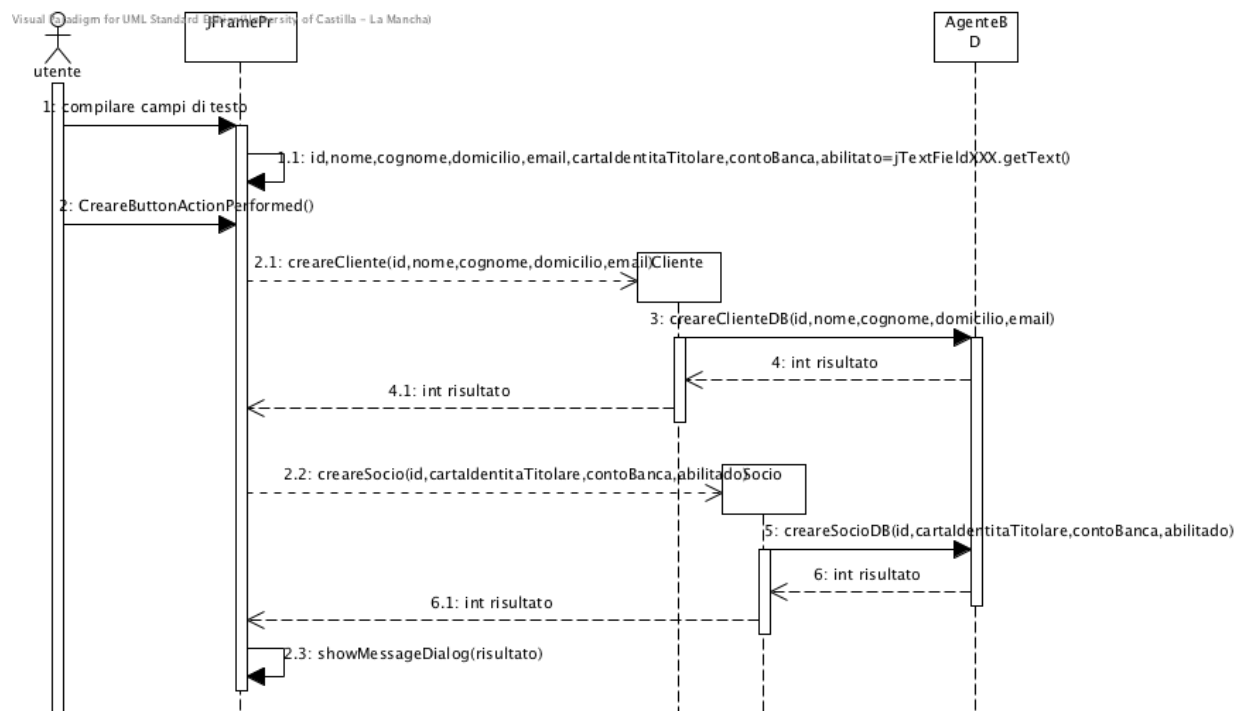 Visual Paradigm for UML Standard Edition(University of Castilla - La Mancha)
JFramePr
AgenteB
D
utente
1: compilare campi di testo
1.1: id,nome,cognome,domicilio,email,cartaIdentitaTitolare,contoBanca,abilitato=jTextFieldXXX.getText()
2: CreareButtonActionPerformed()
2.1: creareCliente(id,nome,cognome,domicilio,email)
Cliente
3: creareClienteDB(id,nome,cognome,domicilio,email)
4: int risultato
4.1: int risultato
2.2: creareSocio(id,cartaIdentitaTitolare,contoBanca,abilitado)
Socio
5: creareSocioDB(id,cartaIdentitaTitolare,contoBanca,abilitado)
6: int risultato
6.1: int risultato
2.3: showMessageDialog(risultato)